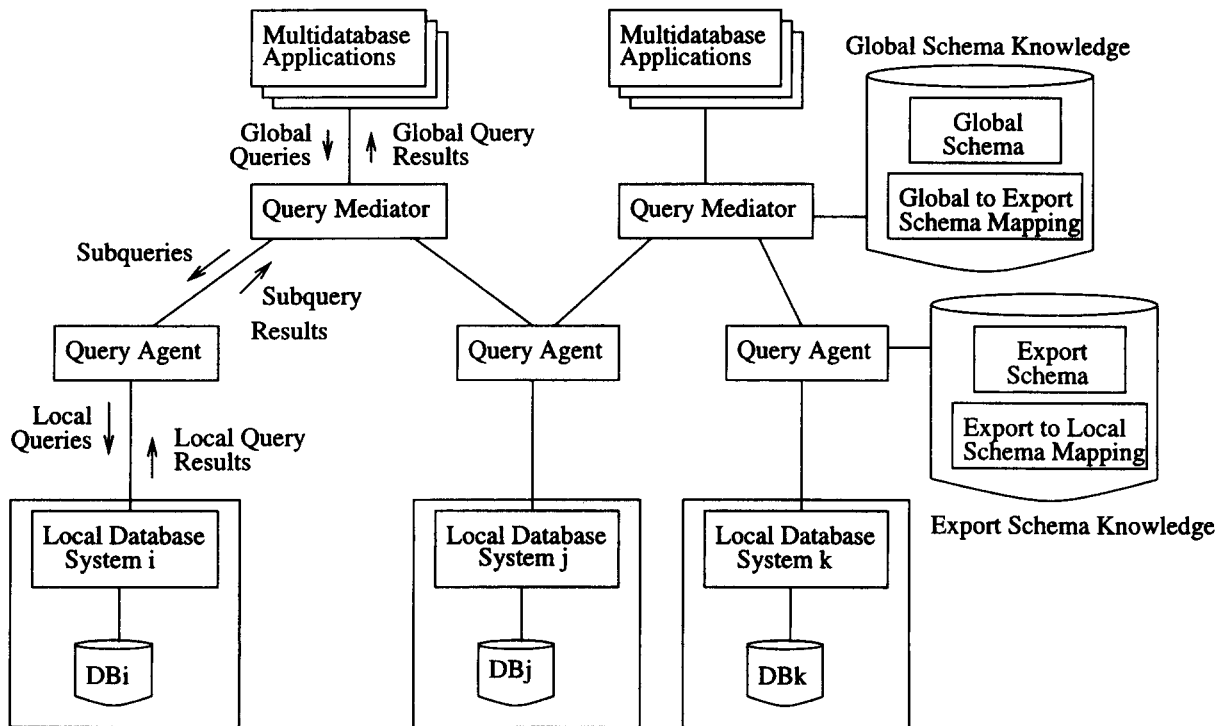 Multidatabase
Applications
Multidatabase
Applications
Global Schema Knowledge
Global
Schema
Global to Export
Schema Mapping
Global
Queries
Global Query
Results
Query Mediator
Query Mediator
Subqueries
Subquery
Results
Query Agent
Query Agent
Query Agent
Export
Schema
Export to Local
Schema Mapping
Export Schema Knowledge
Local
Queries
Local Query
Results
Local Database
System i
Local Database
System j
Local Database
System k
DBi
DBj
DBk